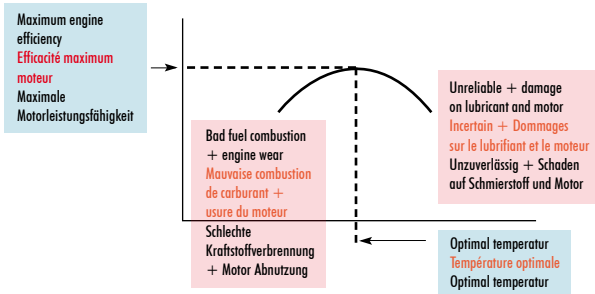 Maximum engine
efficiency
Efficacité maximum
moteur
Maximale
Motorleistungsfähigkeit
Bad fuel combustion
+ engine wear
Mauvaise combustion
de carburant +
usure du moteur
Schlechte
Kraftstoffverbrennung
+ Motor Abnutzung
Unreliable + damage
on lubricant and motor
Incertain + Dommages
sur le lubrifiant et le moteur
Unzuverlässig + Schaden
auf Schmierstoff und Motor
Optimal temperatur
Température optimale
Optimal temperatur